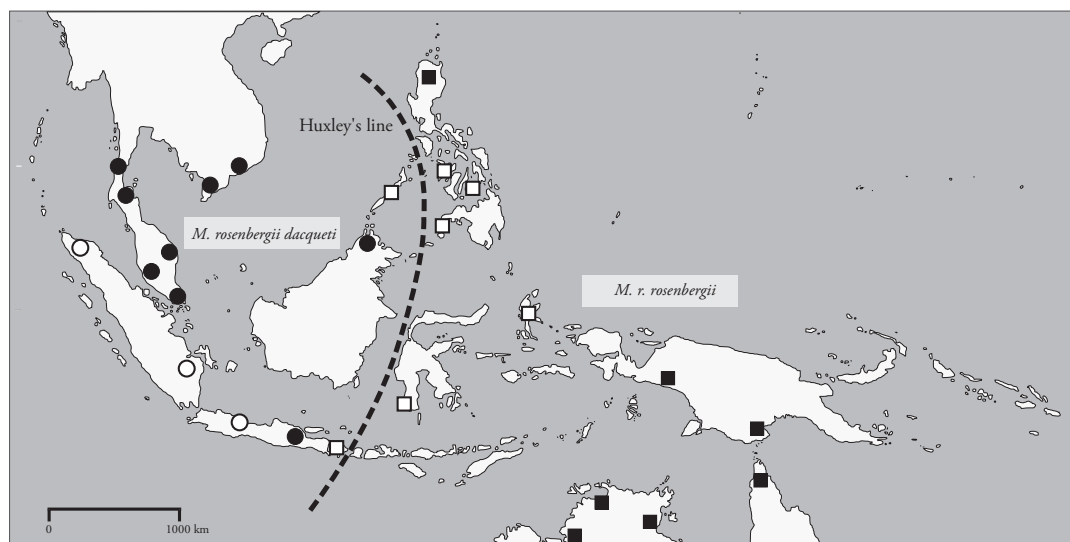 Huxley's line
M. rosenbergii dacqueti
M. r. rosenbergii
0
1000 km